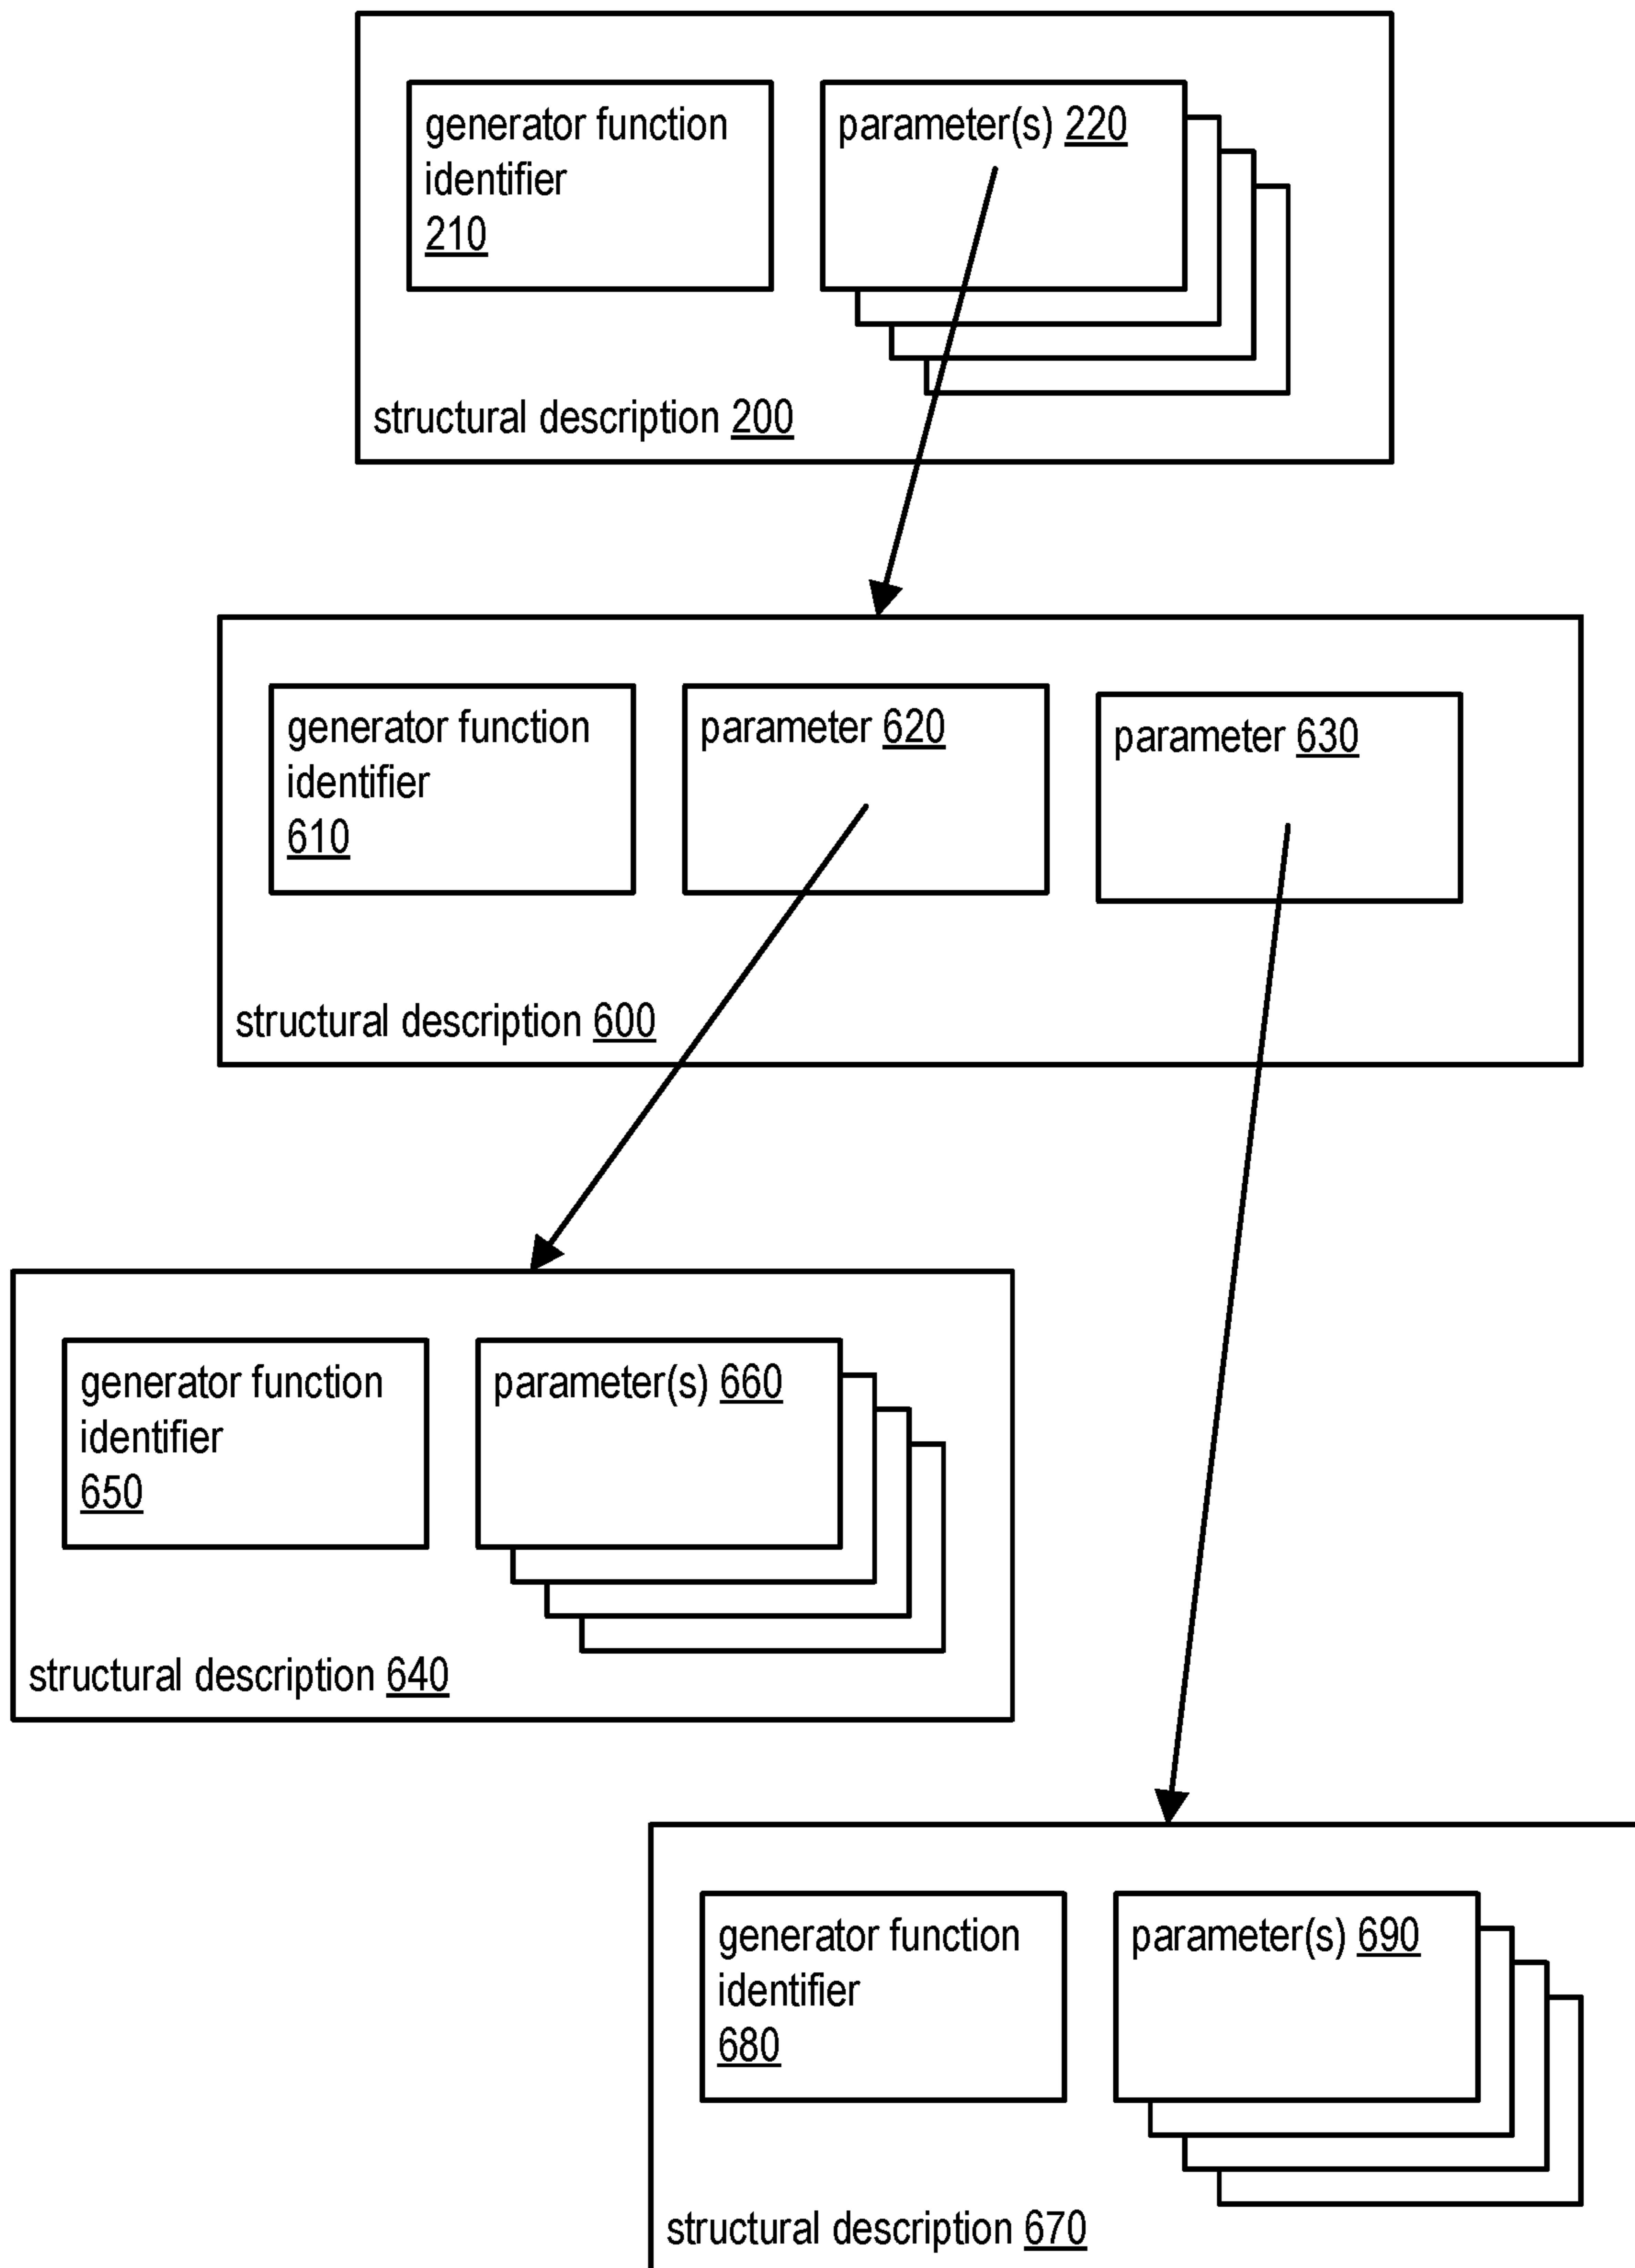 generator function
identifier
210
parameter(s) 220
structural description 200
generator function
identifier
610
parameter 620
parameter 630
structural description 600
generator function
identifier
650
parameter(s) 660
structural description 640
generator function
identifier
680
parameter(s) 690
structural description 670